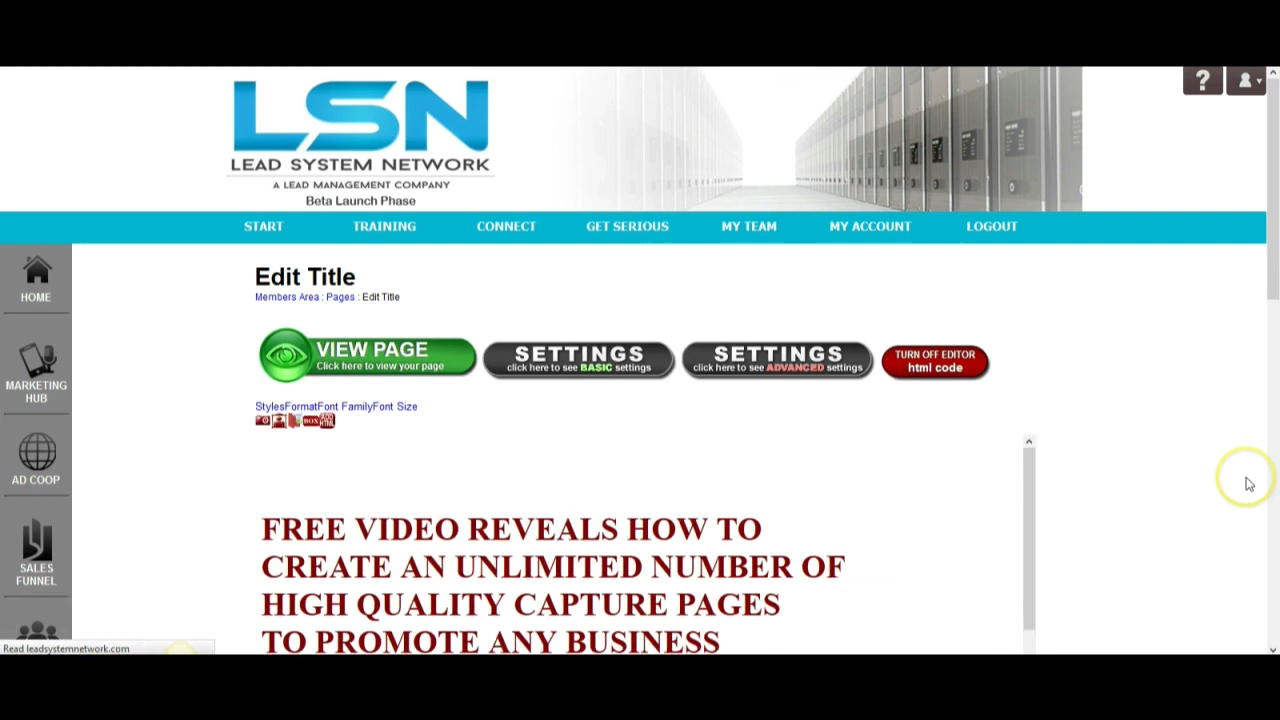 LSN
LEAD SYSTEM NETWORK
A LEAD MANAGEMENT COMPANY
Beta Launch Phase
?
START TRAINING CONNECT GET SERIOUS MY TEAM MY ACCOUNT LOGOUT
HOME
MARKETING
HUB
AD COOP
SALES
FUNNEL
Edit Title
Members Area : Pages : Edit Title
VIEW PAGE
Click here to view your page
SETTINGS
click here to see BASIC settings
SETTINGS
click here to see ADVANCED settings
TURN OFF EDITOR
html code
StylesFormatFont FamilyFont Size
BOX
ADD
HTML
FREE VIDEO REVEALS HOW TO
CREATE AN UNLIMITED NUMBER OF
HIGH QUALITY CAPTURE PAGES
TO PROMOTE ANY BUSINESS
Read leadsystemnetwork.com